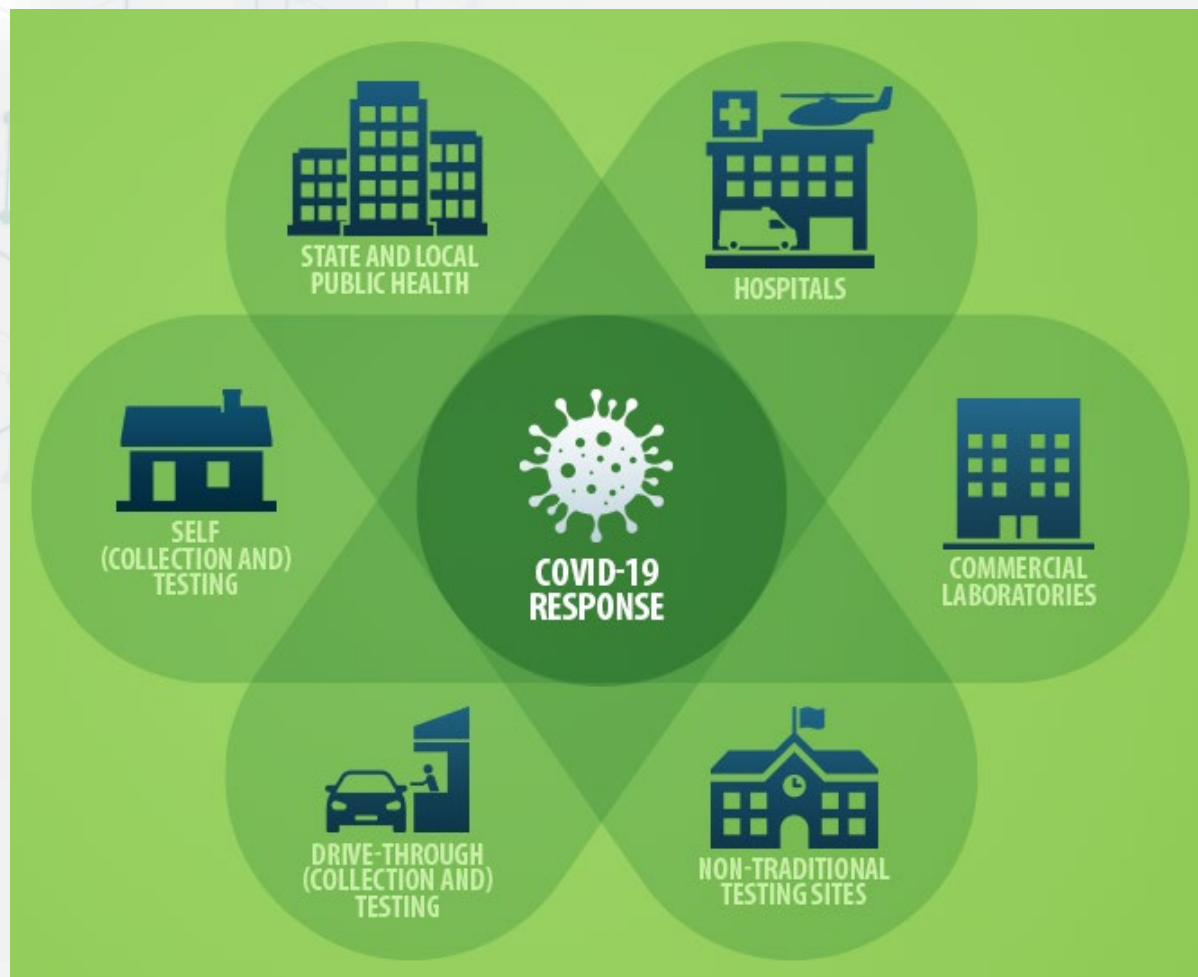 STATE AND LOCAL
PUBLIC HEALTH
HOSPITALS
SELF
(COLLECTION AND)
TESTING
COVID-19
RESPONSE
COMMERCIAL
LABORATORIES
DRIVE-THROUGH
(COLLECTION AND)
TESTING
NON-TRADITIONAL
TESTING SITES